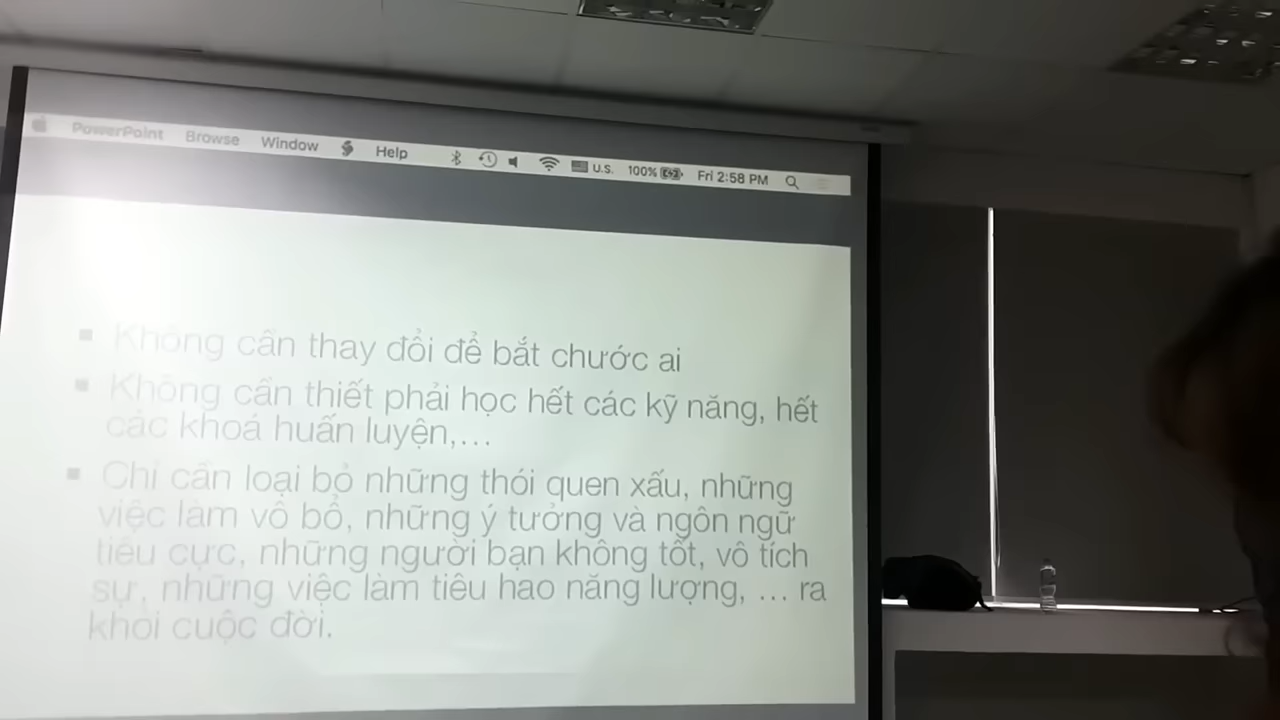 PowerPoint Browse Window Help U.S. 100% Fri 2:58 PM
Không cần thay đổi để bắt chước ai
Không cần thiết phải học hết các kỹ năng, hết
các khoá huấn luyện,...
Chỉ cần loại bỏ những thói quen xấu, những
việc làm vô bổ, những ý tưởng và ngôn ngữ
tiêu cực, những người bạn không tốt, vô tích
sự, những việc làm tiêu hao năng lượng, ... ra
khỏi cuộc đời.